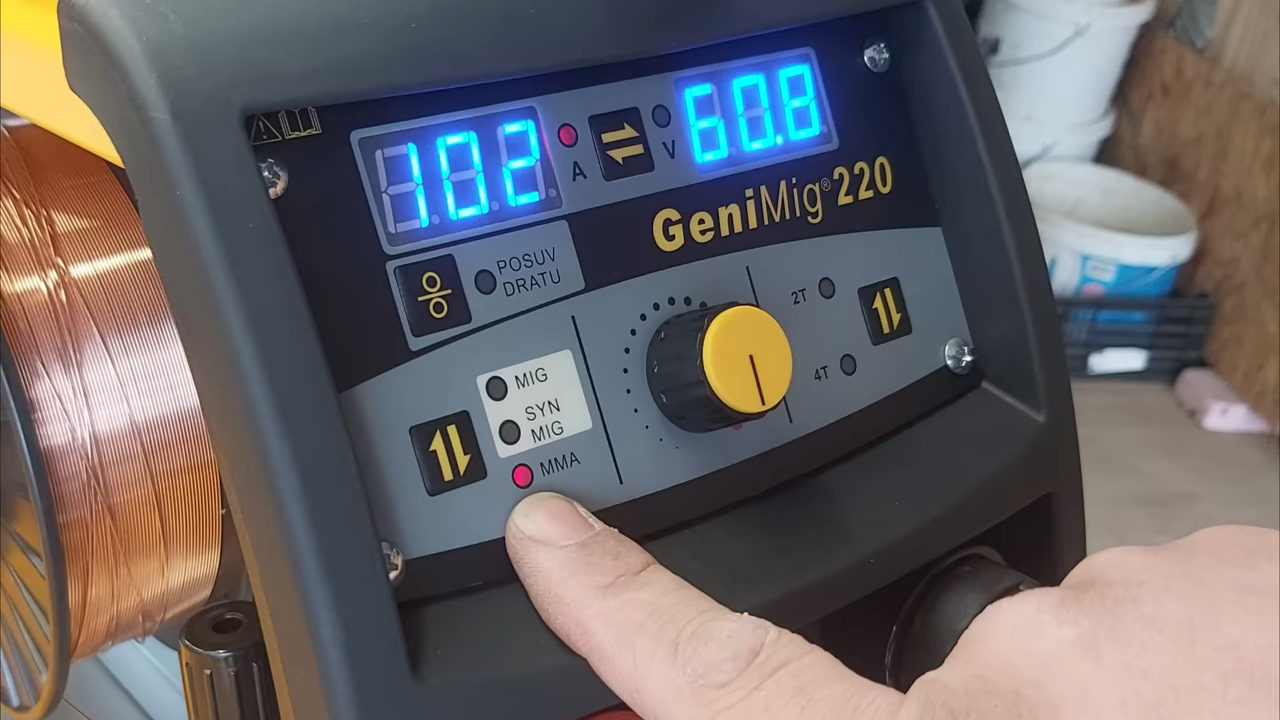 102
A
V
60.8
GeniMig®220
POSUV
DRATU
2T
4T
MIG
SYN
MIG
MMA